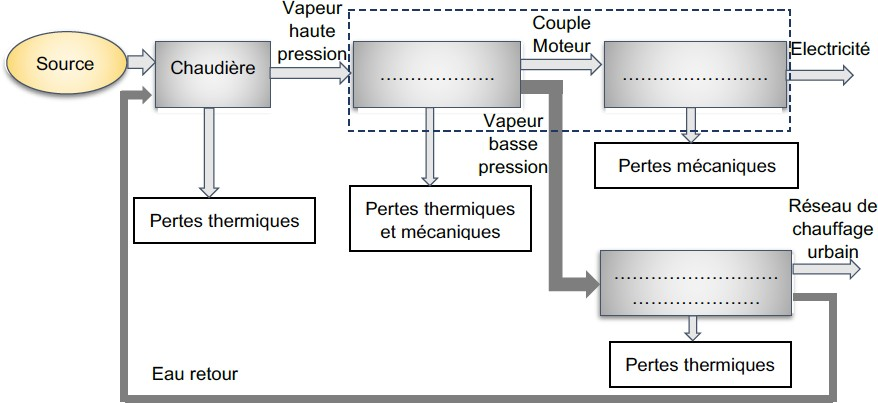 Source
Chaudière
Vapeur
haute
pression
....................
Couple
Moteur
.........................
Electricité
Vapeur
basse
pression
Pertes thermiques
Pertes thermiques
et mécaniques
Pertes mécaniques
Réseau de
chauffage
urbain
............................
......................
Pertes thermiques
Eau retour